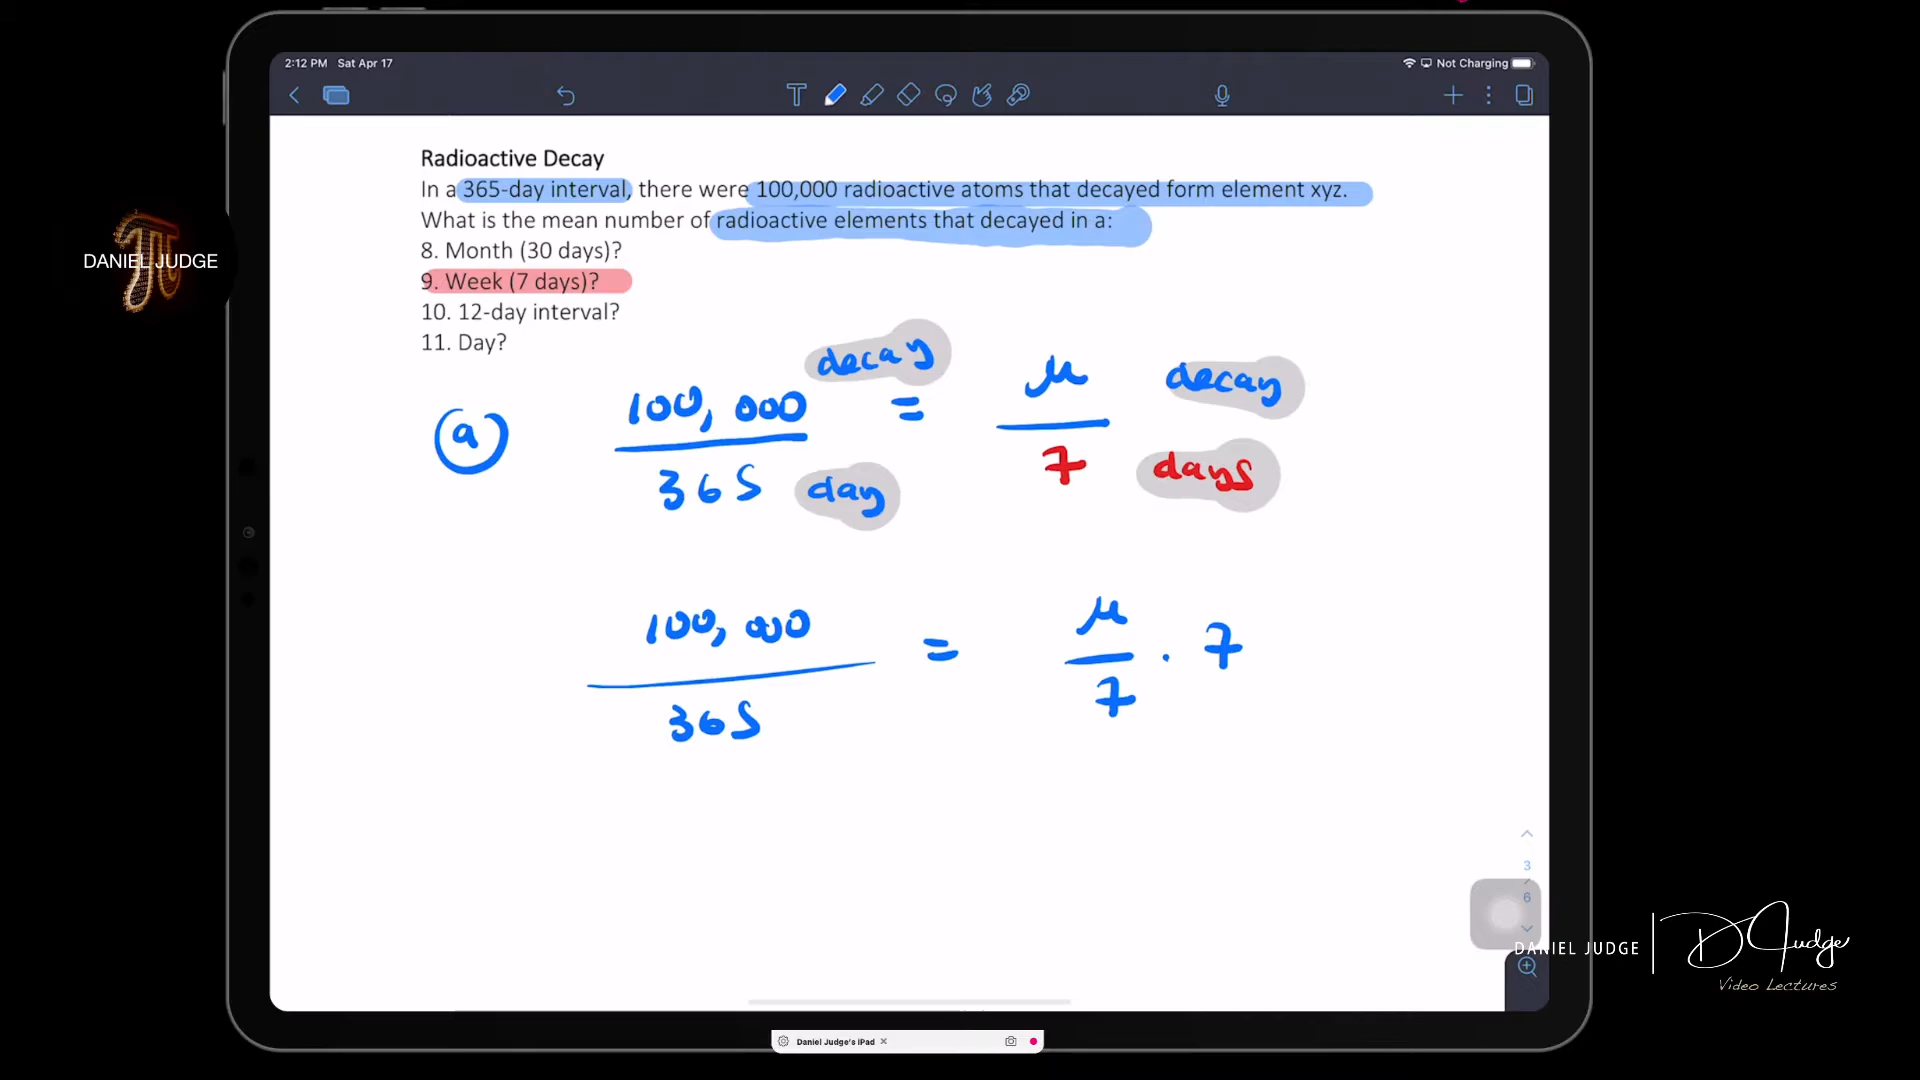 2:12 PM Sat Apr 17
Not Charging
Radioactive Decay
In a 365-day interval, there were 100,000 radioactive atoms that decayed form element xyz.
What is the mean number of radioactive elements that decayed in a:
8. Month (30 days)?
9. Week (7 days)?
10. 12-day interval?
11. Day?
DANIEL JUDGE
9
100,000 decay = μ decay
365 day 7 days
100,000 = μ · 7
365 7
3
6
DANIEL JUDGE
DJudge
Video Lectures
Daniel Judge's iPad